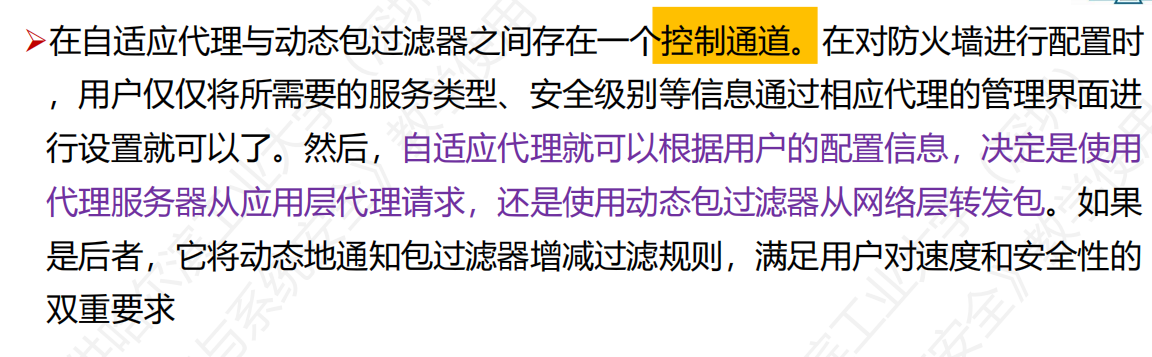 ➢在自适应代理与动态包过滤器之间存在一个控制通道。在对防火墙进行配置时
，用户仅仅将所需要的服务类型、安全级别等信息通过相应代理的管理界面进
行设置就可以了。然后，自适应代理就可以根据用户的配置信息，决定是使用
代理服务器从应用层代理请求，还是使用动态包过滤器从网络层转发包。如果
是后者，它将动态地通知包过滤器增减过滤规则，满足用户对速度和安全性的
双重要求